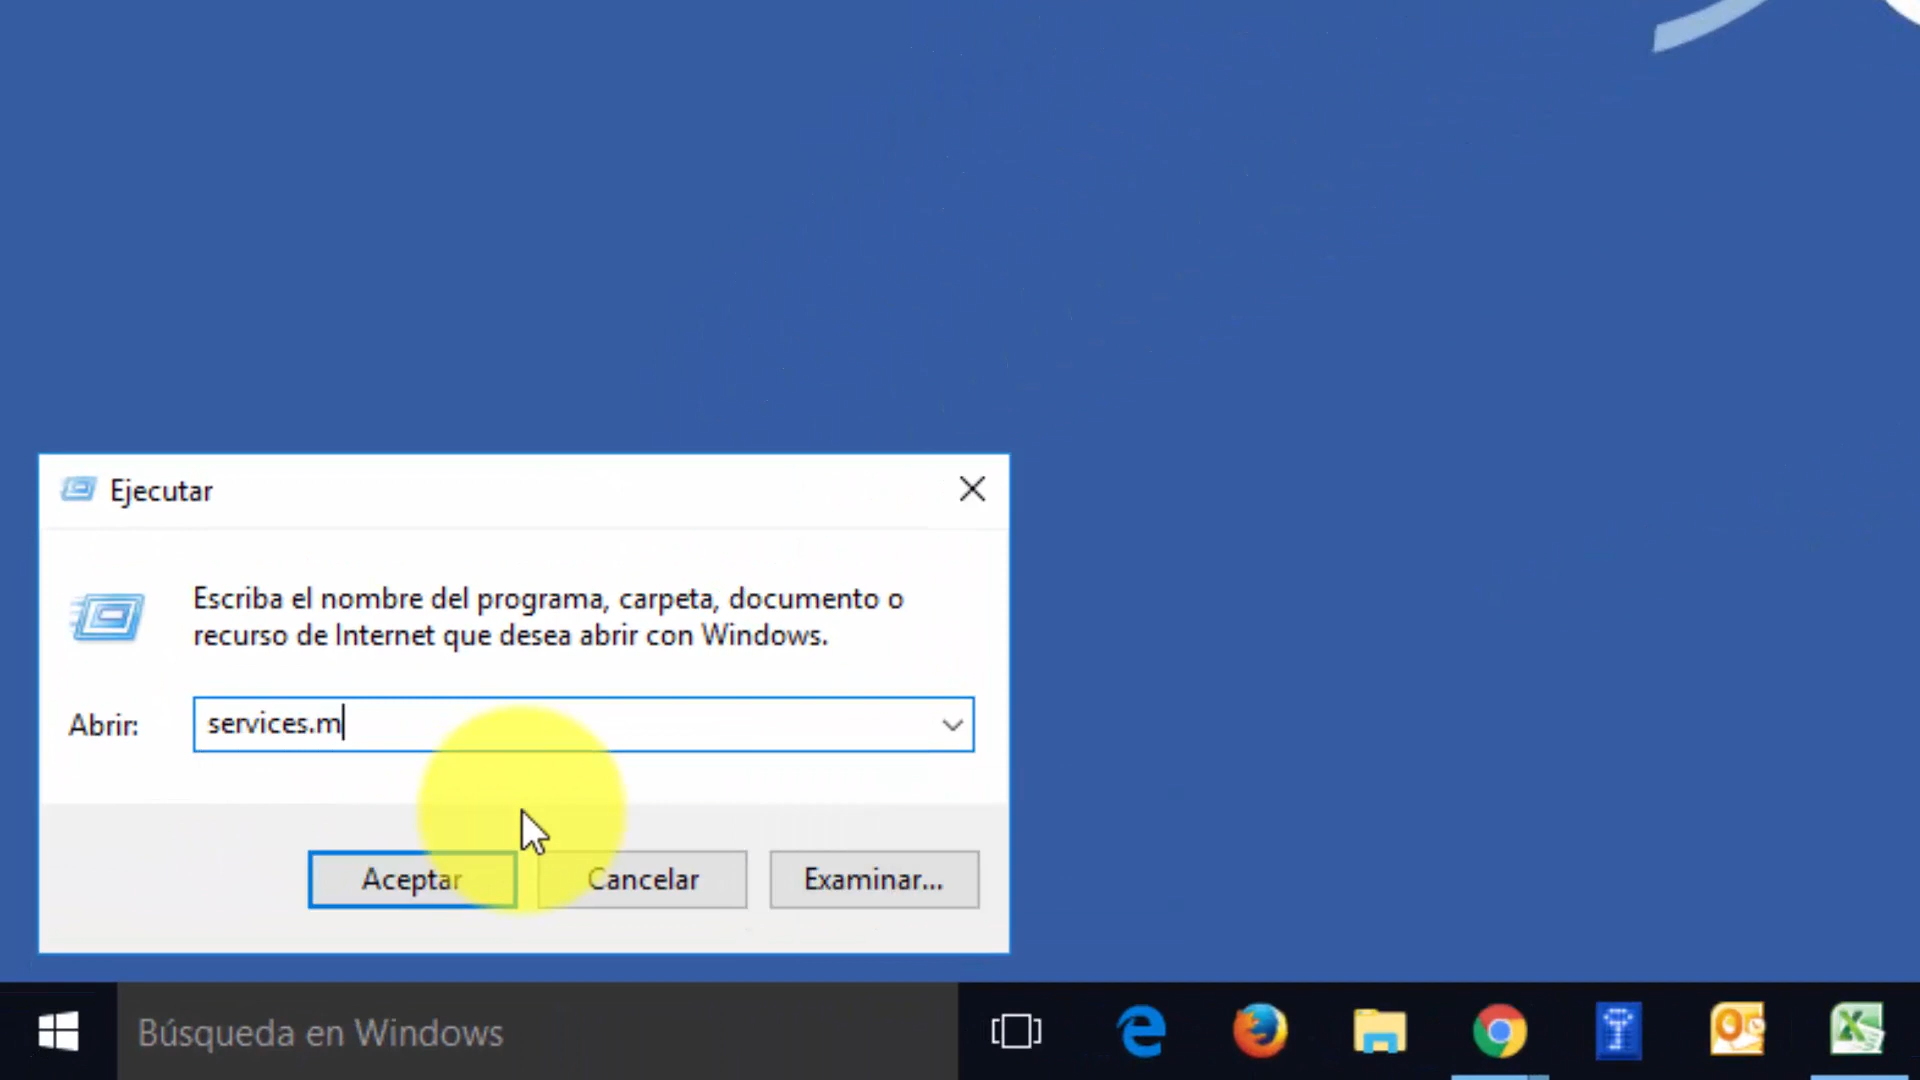 Ejecutar
Escriba el nombre del programa, carpeta, documento o
recurso de Internet que desea abrir con Windows.
Abrir: services.m
Aceptar Cancelar Examinar...
Búsqueda en Windows